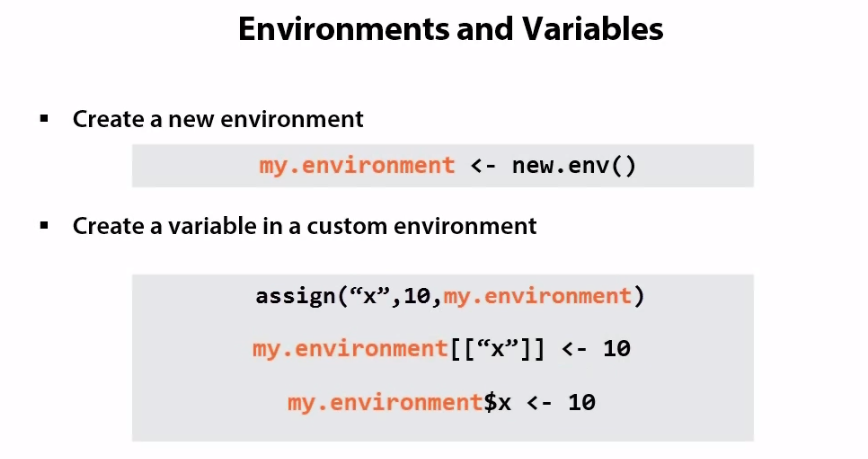 Environments and Variables
▪ Create a new environment
my.environment <- new.env()
▪ Create a variable in a custom environment
assign(“x”,10,my.environment)
my.environment[[“x”]] <- 10
my.environment$x <- 10